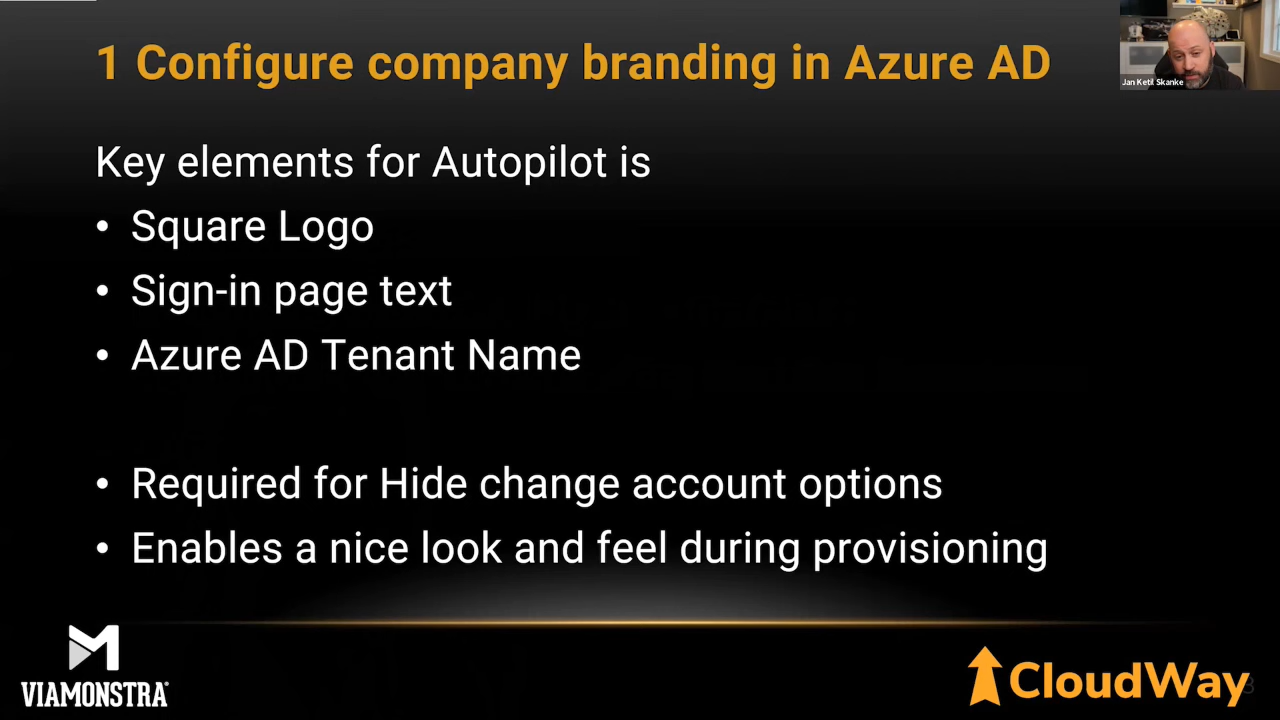 1 Configure company branding in Azure AD
Jan Ketil Skanke
Key elements for Autopilot is
• Square Logo
• Sign-in page text
• Azure AD Tenant Name
• Required for Hide change account options
• Enables a nice look and feel during provisioning
VIAMONSTRA®
CloudWay